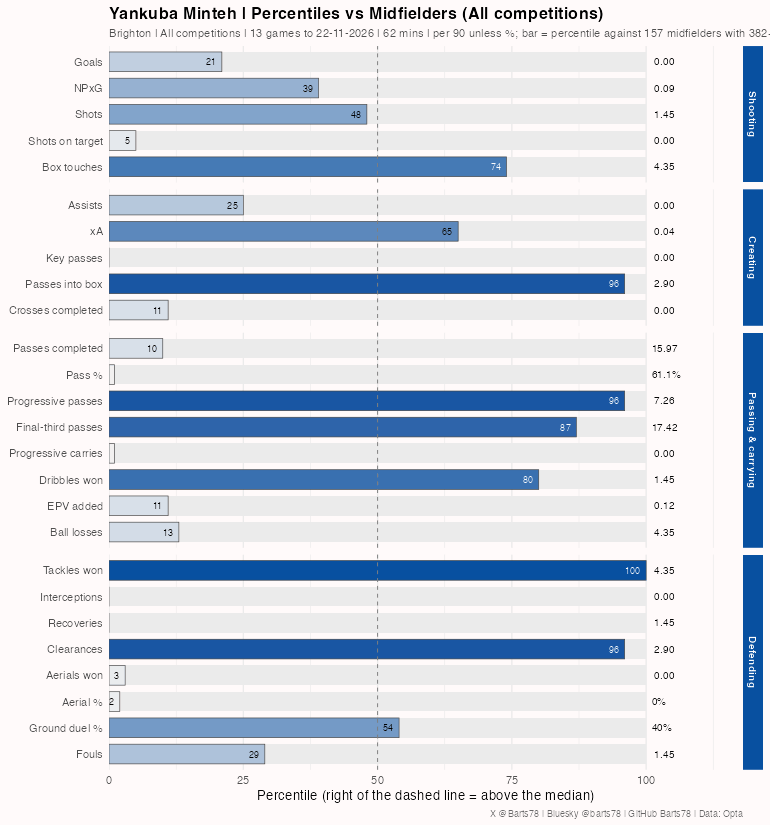 Yankuba Minteh | Percentiles vs Midfielders (All competitions)
Brighton | All competitions | 13 games to 22-11-2026 | 62 mins | per 90 unless %; bar = percentile against 157 midfielders with 382-
Goals 21 0.00
NPxG 39 0.09
Shots 48 1.45
Shots on target 5 0.00
Box touches 74 4.35
Shooting
Assists 25 0.00
xA 65 0.04
Key passes 0.00
Passes into box 96 2.90
Crosses completed 11 0.00
Creating
Passes completed 10 15.97
Pass % 61.1%
Progressive passes 96 7.26
Final-third passes 87 17.42
Progressive carries 0.00
Dribbles won 80 1.45
EPV added 11 0.12
Ball losses 13 4.35
Passing & carrying
Tackles won 100 4.35
Interceptions 0.00
Recoveries 1.45
Clearances 96 2.90
Aerials won 3 0.00
Aerial % 2 0%
Ground duel % 54 40%
Fouls 29 1.45
Defending
0 25 50 75 100
Percentile (right of the dashed line = above the median)
X @Barts78 | Bluesky @barts78 | GitHub Barts78 | Data: Opta